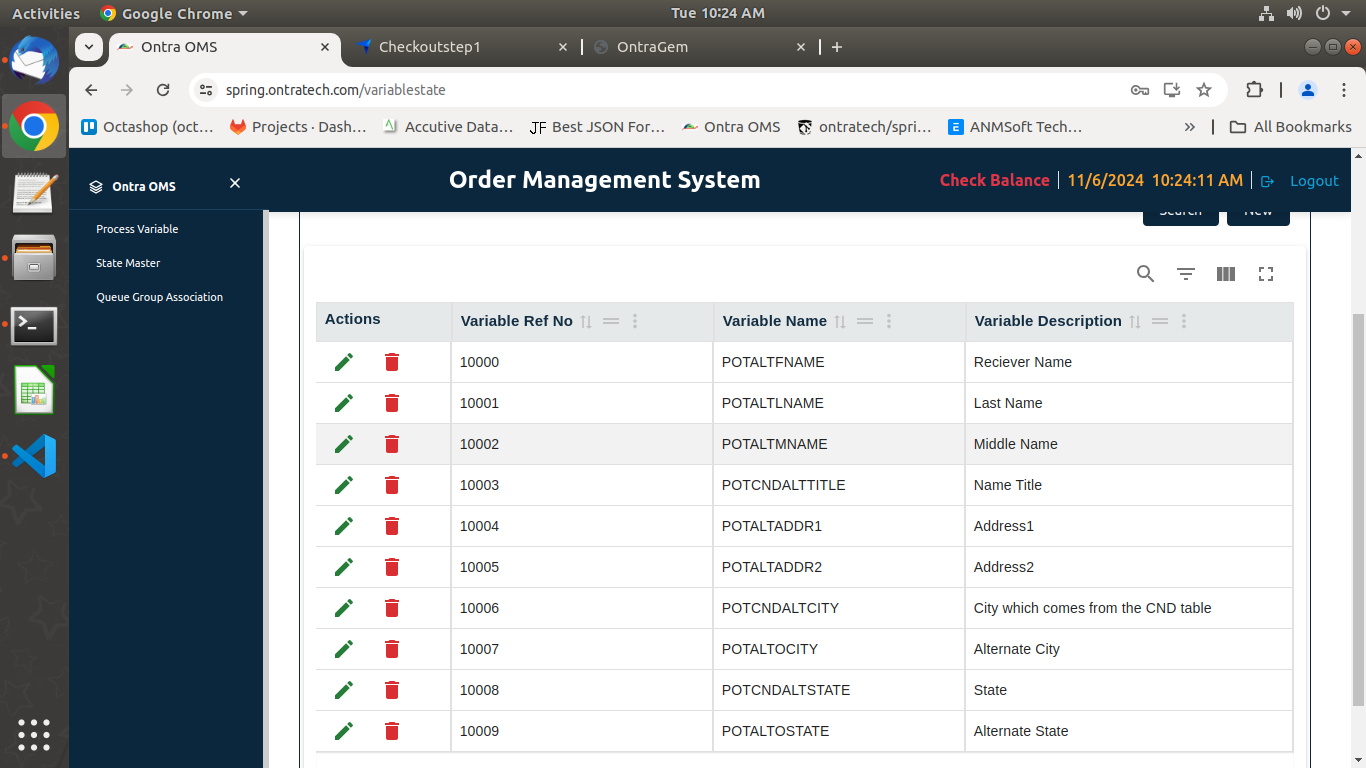 Activities Google Chrome Tue 10:24 AM
Ontra OMS Checkoutstep1 OntraGem
spring.ontratech.com/variablestate
Octashop (oct… Projects · Dash… Accutive Data… Best JSON For… Ontra OMS ontratech/spri… ANMSoft Tech… » All Bookmarks
Ontra OMS Order Management System Check Balance 11/6/2024 10:24:11 AM Logout
Search New
Process Variable
State Master
Queue Group Association
Actions Variable Ref No Variable Name Variable Description
10000 POTALTFNAME Reciever Name
10001 POTALTLNAME Last Name
10002 POTALTMNAME Middle Name
10003 POTCNDALTTITLE Name Title
10004 POTALTADDR1 Address1
10005 POTALTADDR2 Address2
10006 POTCNDALTCITY City which comes from the CND table
10007 POTALTOCITY Alternate City
10008 POTCNDALTSTATE State
10009 POTALTOSTATE Alternate State